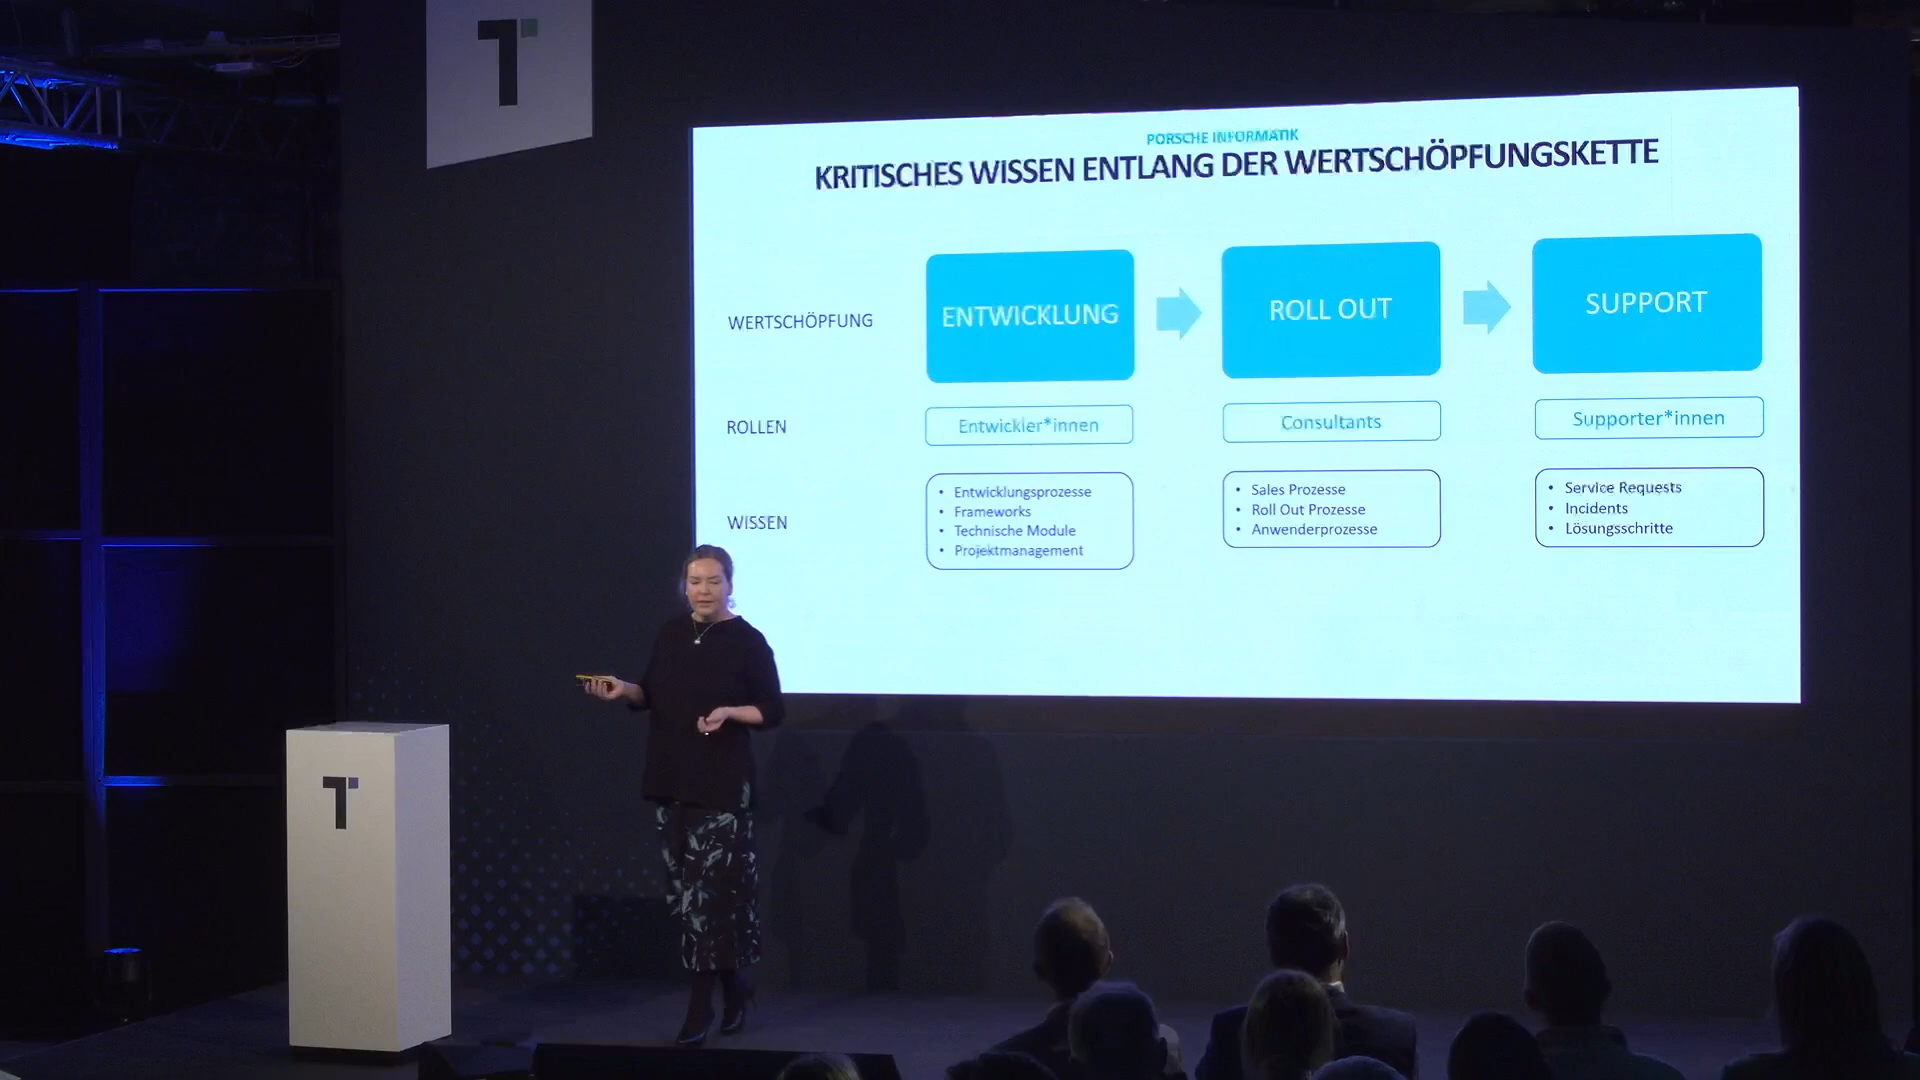 PORSCHE INFORMATIK
KRITISCHES WISSEN ENTLANG DER WERTSCHÖPFUNGSKETTE
WERTSCHÖPFUNG
ENTWICKLUNG
ROLL OUT
SUPPORT
ROLLEN
Entwickler*innen
Consultants
Supporter*innen
WISSEN
• Entwicklungsprozesse
• Frameworks
• Technische Module
• Projektmanagement
• Sales Prozesse
• Roll Out Prozesse
• Anwenderprozesse
• Service Requests
• Incidents
• Lösungsschritte
T
T